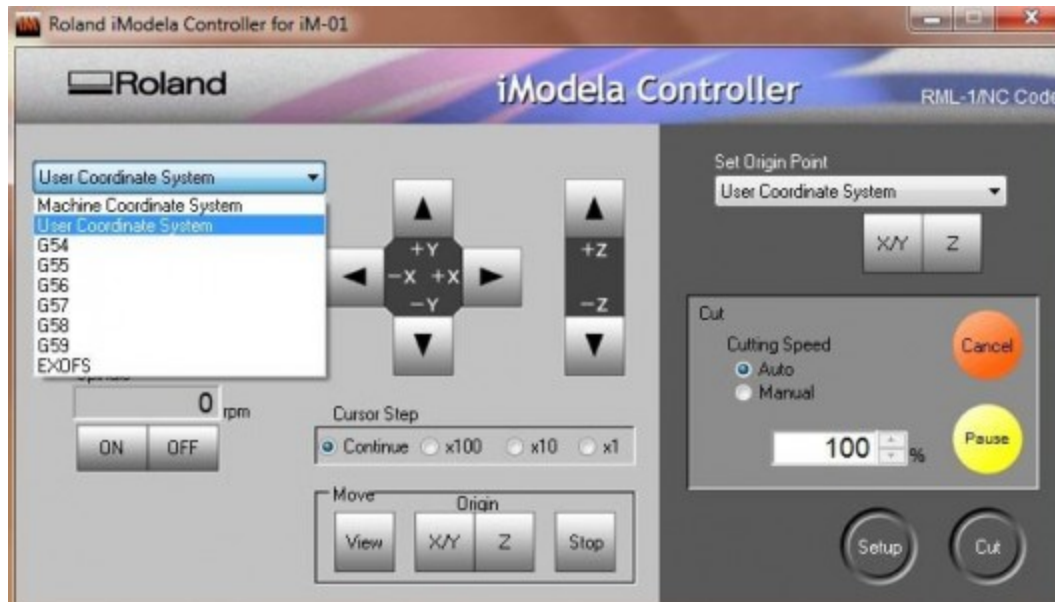 Roland iModela Controller for iM-01
Roland
iModela Controller
RML-1/NC Code
User Coordinate System
Machine Coordinate System
User Coordinate System
G54
G55
G56
G57
G58
G59
EXOFS
+Y
-X +X
-Y
+Z
-Z
0 rpm
ON OFF
Cursor Step
Continue x100 x10 x1
Move
Origin
View X/Y Z Stop
Set Origin Point
User Coordinate System
X/Y Z
Cut
Cutting Speed
Auto
Manual
100 %
Cancel
Pause
Setup Cut